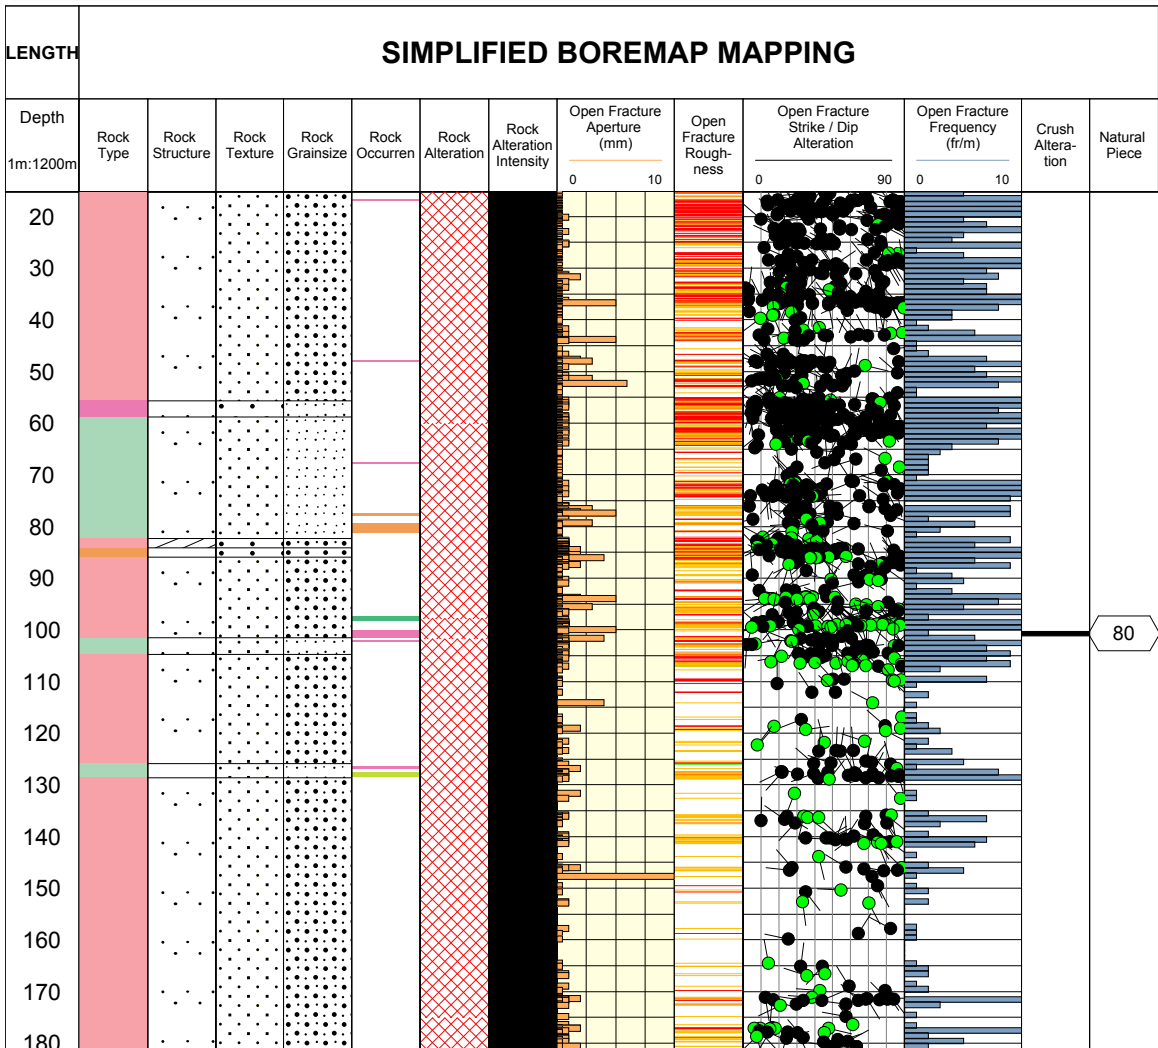 LENGTH
SIMPLIFIED BOREMAP MAPPING
Depth
1m:1200m
Rock
Type
Rock
Structure
Rock
Texture
Rock
Grainsize
Rock
Occurren
Rock
Alteration
Rock
Alteration
Intensity
Open Fracture
Aperture
(mm)
0 10
Open
Fracture
Rough-
ness
Open Fracture
Strike / Dip
Alteration
0 90
Open Fracture
Frequency
(fr/m)
0 10
Crush
Altera-
tion
Natural
Piece
20
30
40
50
60
70
80
90
100
80
110
120
130
140
150
160
170
180